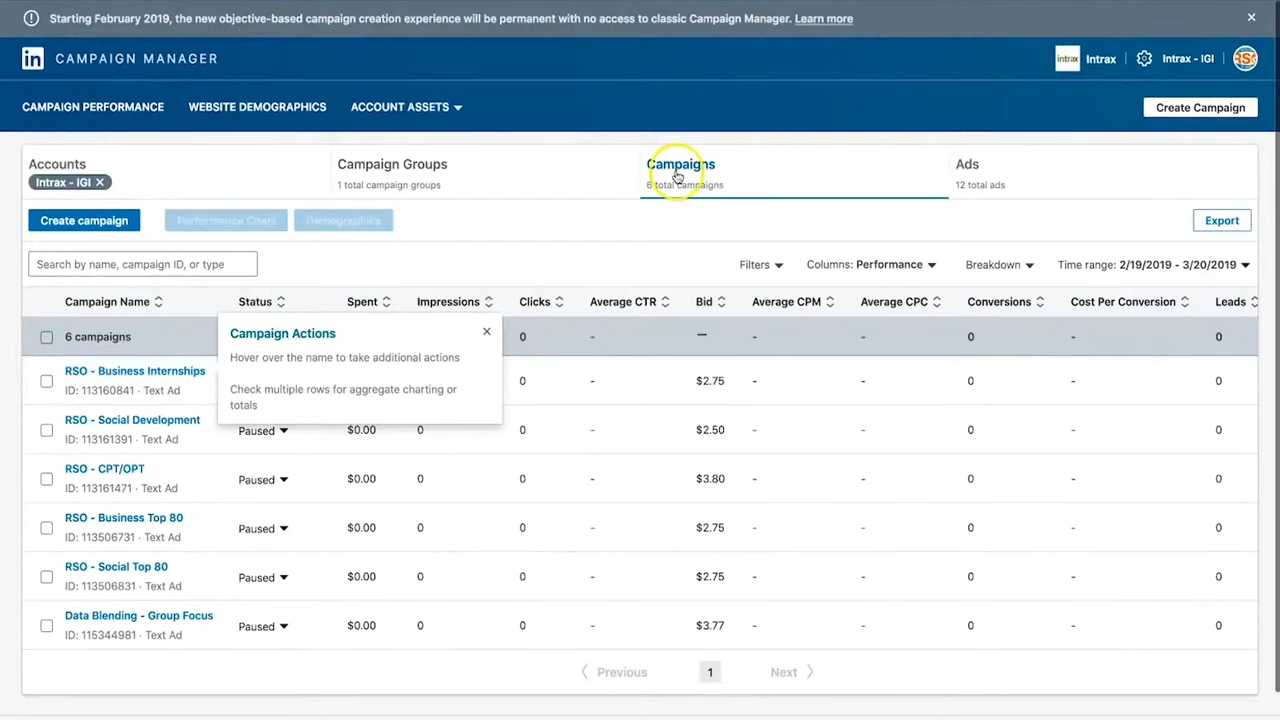 Starting February 2019, the new objective-based campaign creation experience will be permanent with no access to classic Campaign Manager. Learn more
in CAMPAIGN MANAGER
intrax Intrax Intrax - IGI RSO
CAMPAIGN PERFORMANCE WEBSITE DEMOGRAPHICS ACCOUNT ASSETS Create Campaign
Accounts Campaign Groups Campaigns Ads
Intrax - IGI 1 total campaign groups 6 total campaigns 12 total ads
Create campaign Performance Chart Demographics Export
Search by name, campaign ID, or type Filters Columns: Performance Breakdown Time range: 2/19/2019 - 3/20/2019
Campaign Name Status Spent Impressions Clicks Average CTR Bid Average CPM Average CPC Conversions Cost Per Conversion Leads
6 campaigns 0 - — - - 0 - 0
Campaign Actions
Hover over the name to take additional actions
Check multiple rows for aggregate charting or
totals
RSO - Business Internships 0 - $2.75 - - 0 - 0
ID: 113160841 · Text Ad
RSO - Social Development Paused $0.00 0 0 - $2.50 - - 0 - 0
ID: 113161391 · Text Ad
RSO - CPT/OPT Paused $0.00 0 0 - $3.80 - - 0 - 0
ID: 113161471 · Text Ad
RSO - Business Top 80 Paused $0.00 0 0 - $2.75 - - 0 - 0
ID: 113506731 · Text Ad
RSO - Social Top 80 Paused $0.00 0 0 - $2.75 - - 0 - 0
ID: 113506831 · Text Ad
Data Blending - Group Focus Paused $0.00 0 0 - $3.77 - - 0 - 0
ID: 115344981 · Text Ad
Previous 1 Next